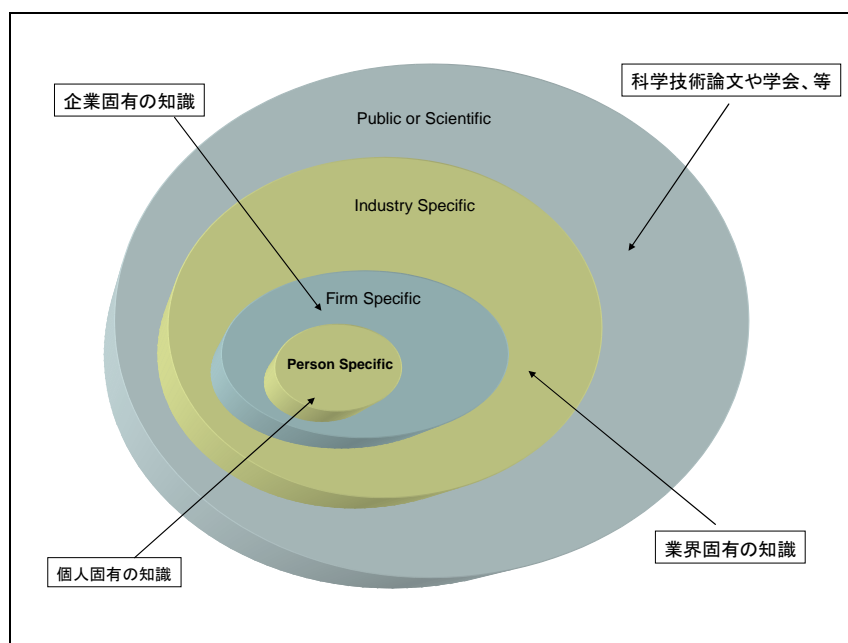 科学技術論文や学会、等
企業固有の知識
Public or Scientific
Industry Specific
Firm Specific
Person Specific
業界固有の知識
個人固有の知識